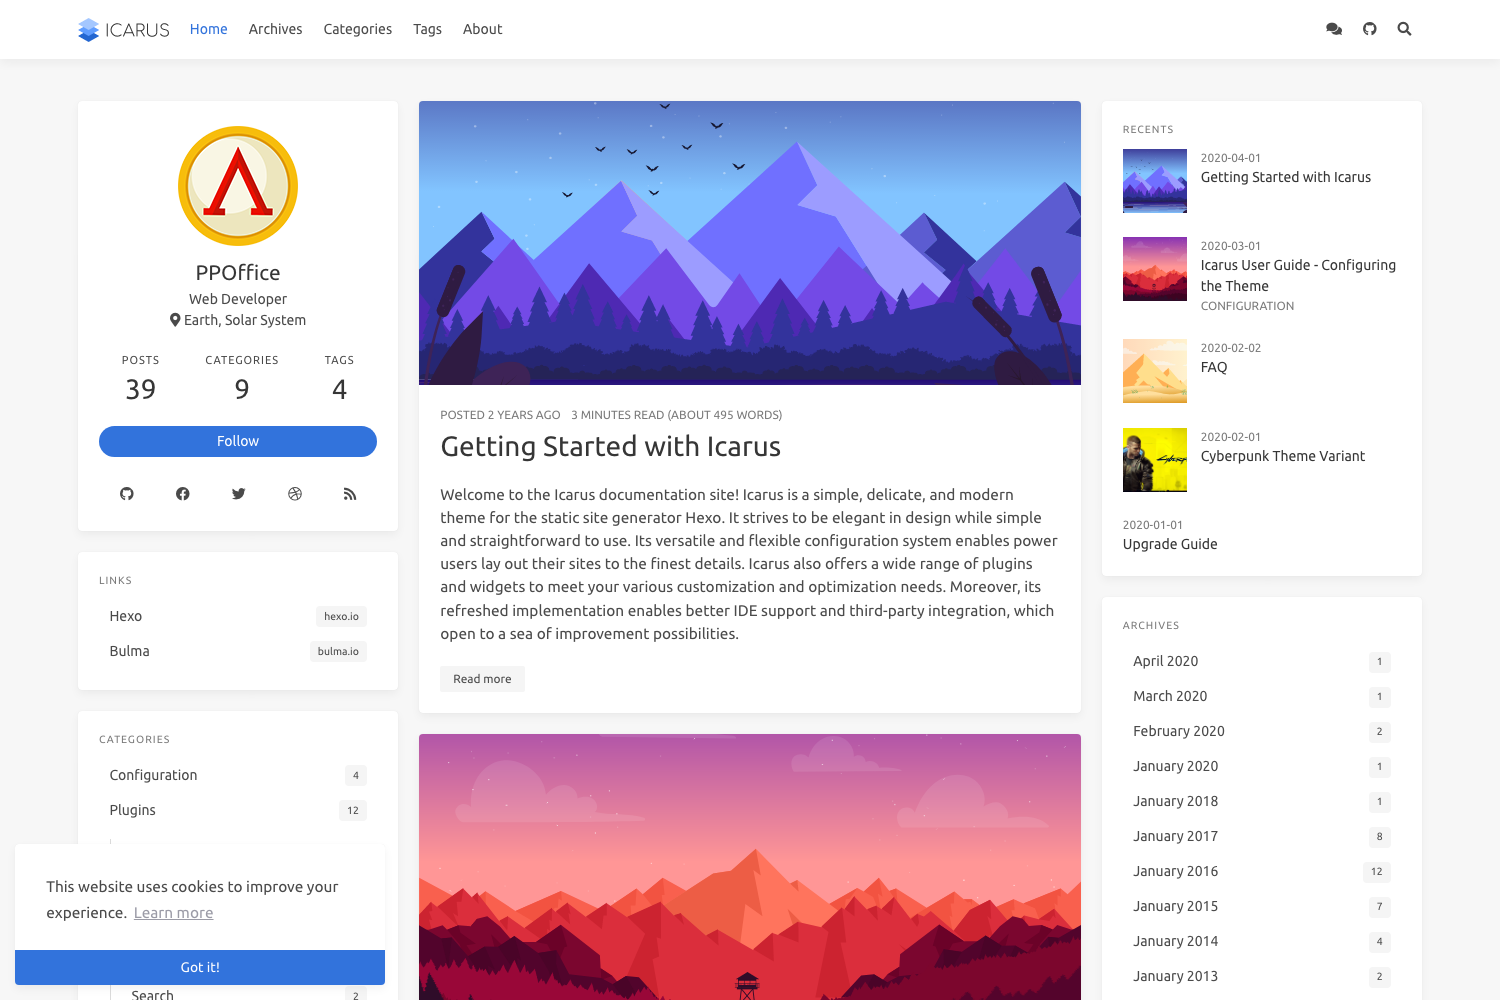 ICARUS Home Archives Categories Tags About
PPOffice
Web Developer
Earth, Solar System
POSTS CATEGORIES TAGS
39 9 4
Follow
LINKS
Hexo hexo.io
Bulma bulma.io
CATEGORIES
Configuration 4
Plugins 12
Search 2
This website uses cookies to improve your
experience. Learn more
Got it!
POSTED 2 YEARS AGO 3 MINUTES READ (ABOUT 495 WORDS)
Getting Started with Icarus
Welcome to the Icarus documentation site! Icarus is a simple, delicate, and modern
theme for the static site generator Hexo. It strives to be elegant in design while simple
and straightforward to use. Its versatile and flexible configuration system enables power
users lay out their sites to the finest details. Icarus also offers a wide range of plugins
and widgets to meet your various customization and optimization needs. Moreover, its
refreshed implementation enables better IDE support and third-party integration, which
open to a sea of improvement possibilities.
Read more
RECENTS
2020-04-01
Getting Started with Icarus
2020-03-01
Icarus User Guide - Configuring
the Theme
CONFIGURATION
2020-02-02
FAQ
2020-02-01
Cyberpunk Theme Variant
2020-01-01
Upgrade Guide
ARCHIVES
April 2020 1
March 2020 1
February 2020 2
January 2020 1
January 2018 1
January 2017 8
January 2016 12
January 2015 7
January 2014 4
January 2013 2